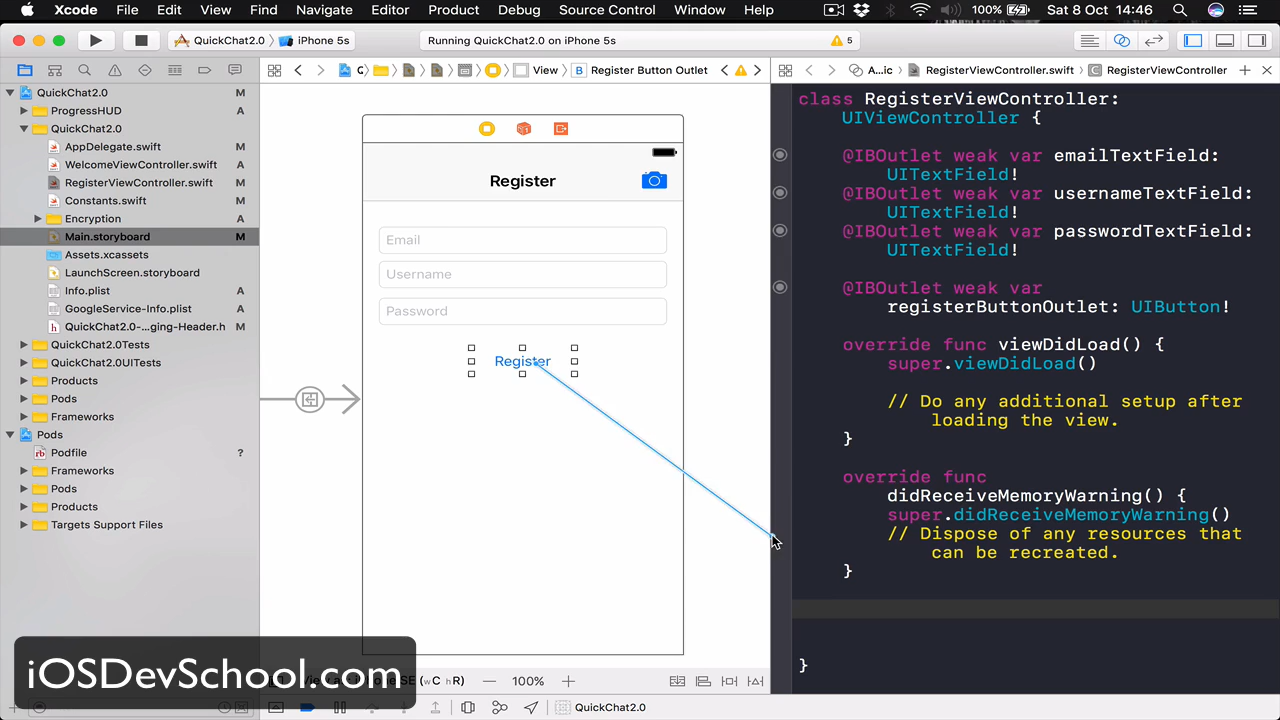 Xcode File Edit View Find Navigate Editor Product Debug Source Control Window Help 100% Sat 8 Oct 14:46
QuickChat2.0 iPhone 5s Running QuickChat2.0 on iPhone 5s 5
View B Register Button Outlet A...ic RegisterViewController.swift C RegisterViewController
QuickChat2.0 M
ProgressHUD A
QuickChat2.0
AppDelegate.swift M
WelcomeViewController.swift A
RegisterViewController.swift A
Constants.swift A
Encryption A
Main.storyboard M
Assets.xcassets
LaunchScreen.storyboard
Info.plist A
GoogleService-Info.plist A
QuickChat2.0-...ging-Header.h M
QuickChat2.0Tests
QuickChat2.0UITests
Products
Pods
Frameworks
Pods
Podfile ?
Frameworks
Pods
Products
Targets Support Files
Register
Email
Username
Password
Register
class RegisterViewController:
UIViewController {
@IBOutlet weak var emailTextField:
UITextField!
@IBOutlet weak var usernameTextField:
UITextField!
@IBOutlet weak var passwordTextField:
UITextField!
@IBOutlet weak var
registerButtonOutlet: UIButton!
override func viewDidLoad() {
super.viewDidLoad()
// Do any additional setup after
loading the view.
}
override func
didReceiveMemoryWarning() {
super.didReceiveMemoryWarning()
// Dispose of any resources that
can be recreated.
}
}
iOSDevSchool.com
100%
QuickChat2.0